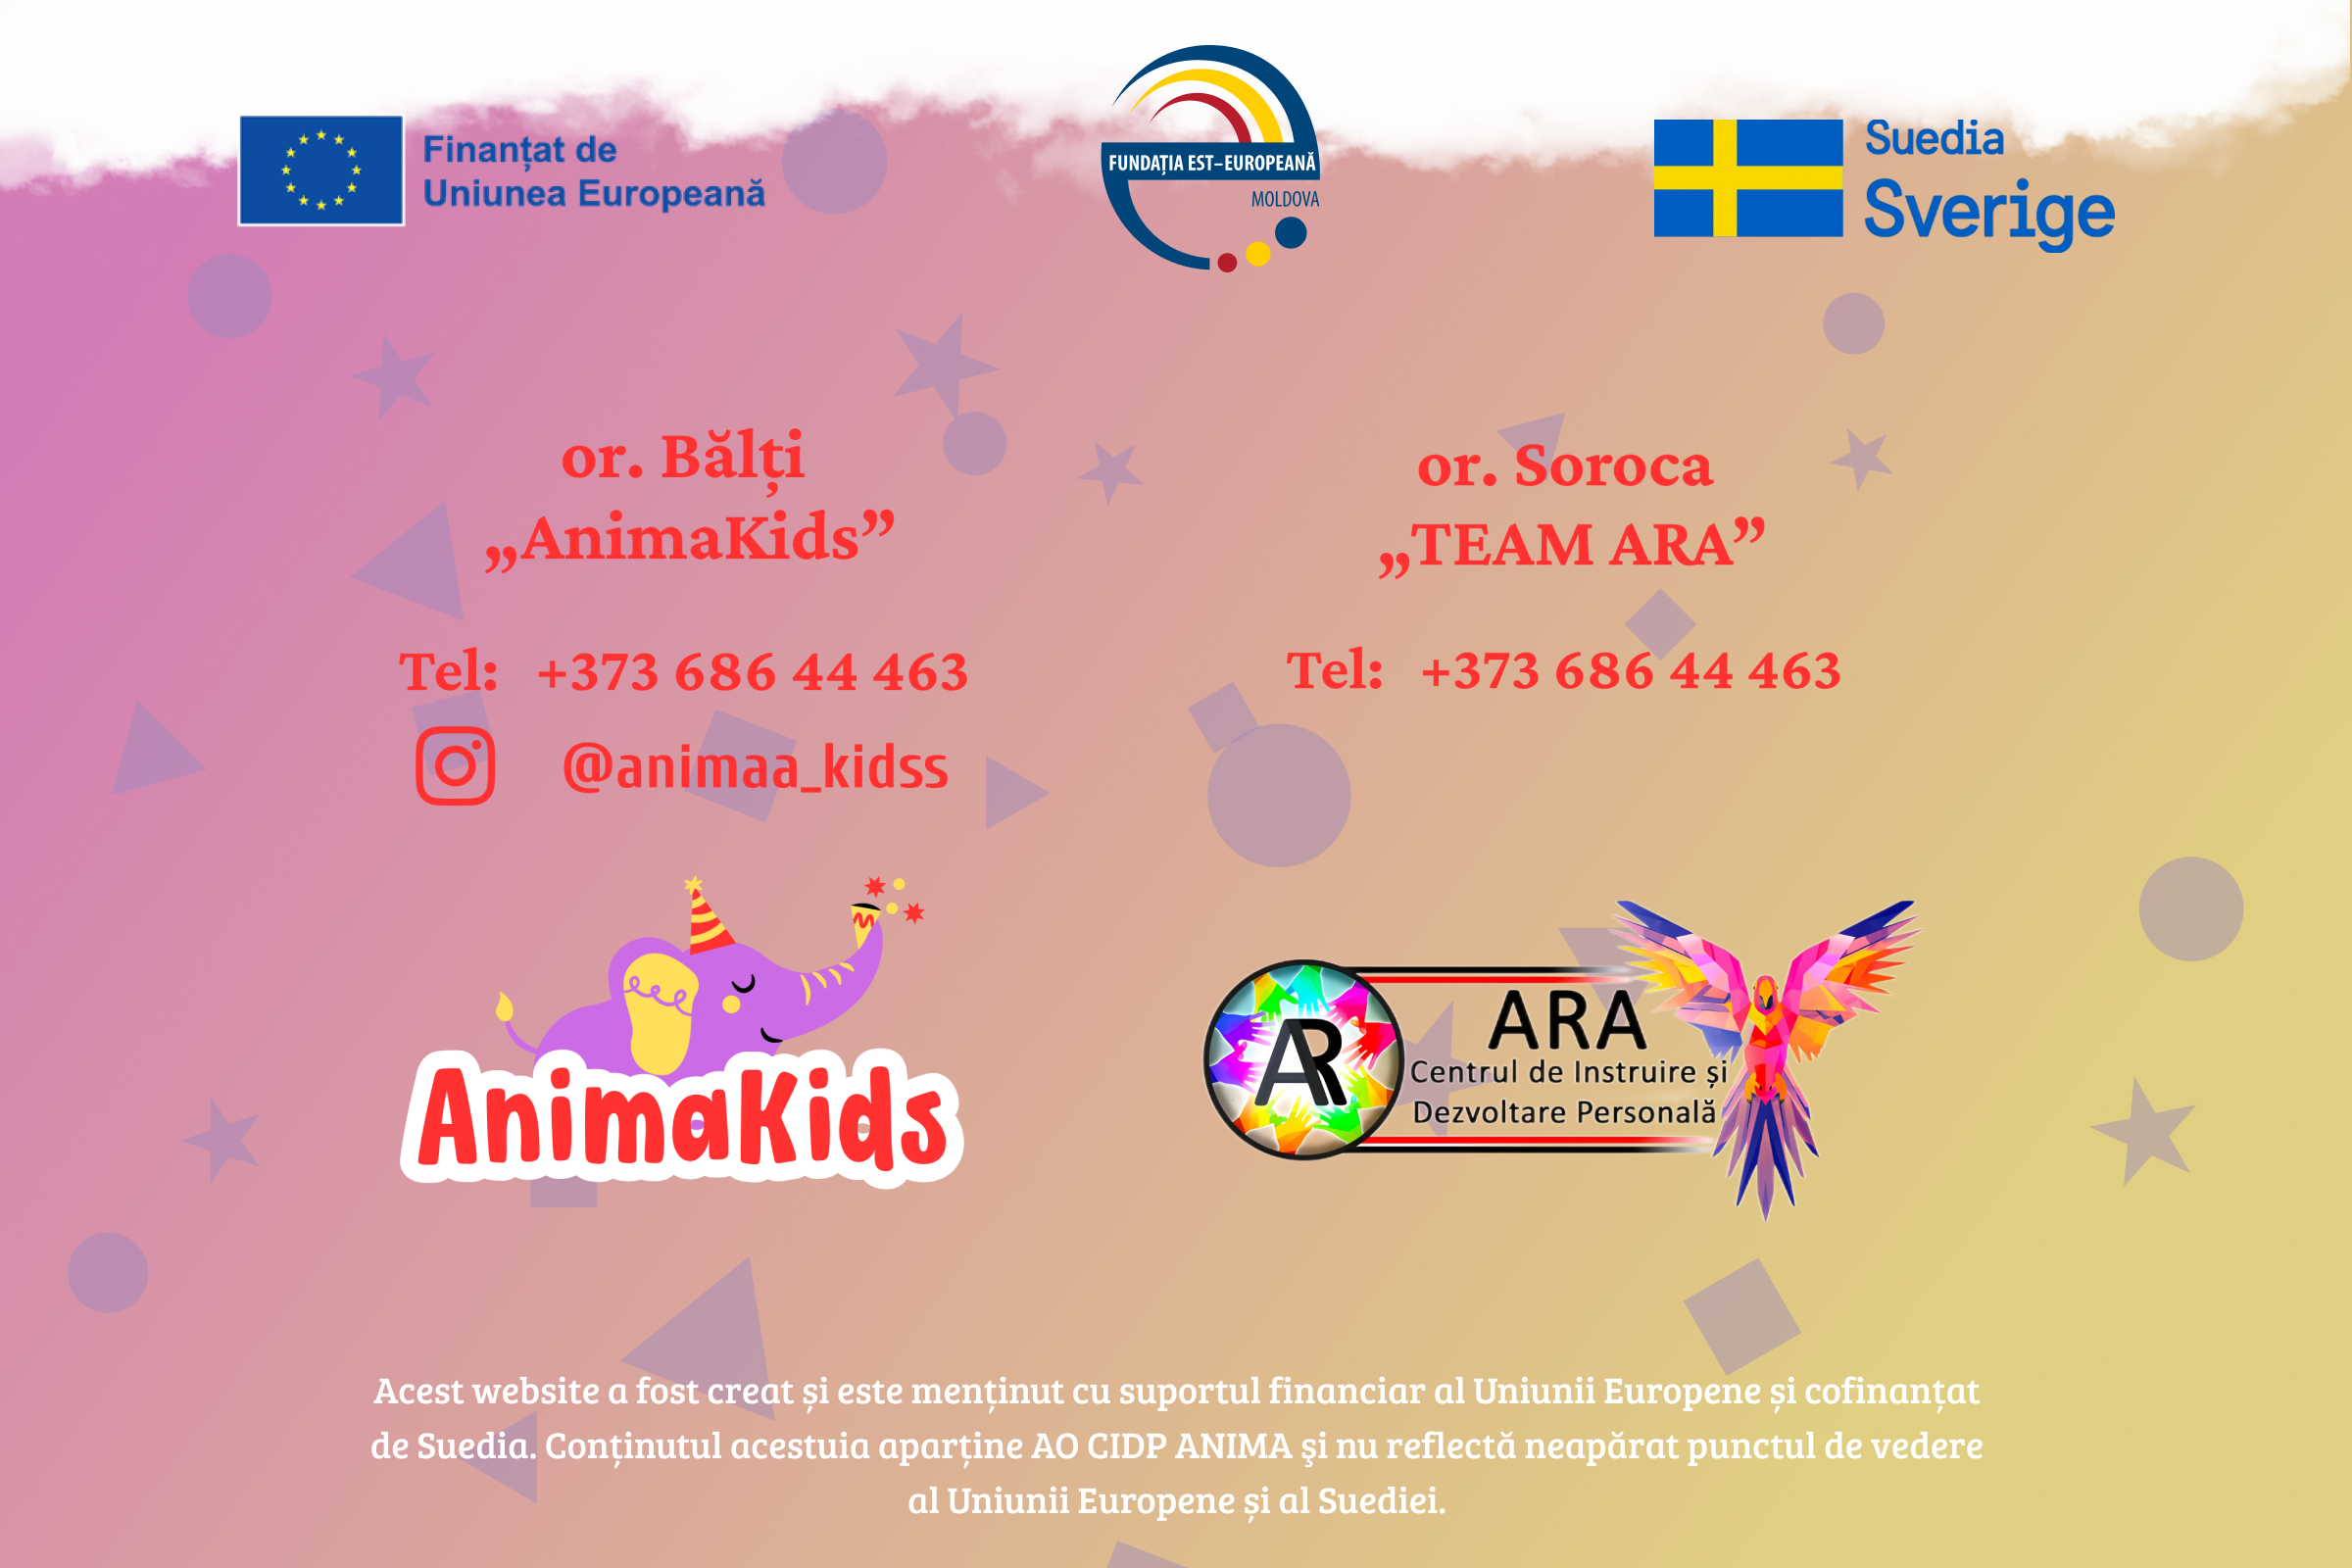 Finanțat de
Uniunea Europeană
FUNDAȚIA EST-EUROPEANĂ
MOLDOVA
Suedia
Sverige
or. Bălți
„AnimaKids”
Tel: +373 686 44 463
@animaa_kidss
AnimaKids
or. Soroca
„TEAM ARA”
Tel: +373 686 44 463
AR
ARA
Centrul de Instruire și
Dezvoltare Personală
Acest website a fost creat și este menținut cu suportul financiar al Uniunii Europene și cofinanțat
de Suedia. Conținutul acestuia aparține AO CIDP ANIMA şi nu reflectă neapărat punctul de vedere
al Uniunii Europene și al Suediei.